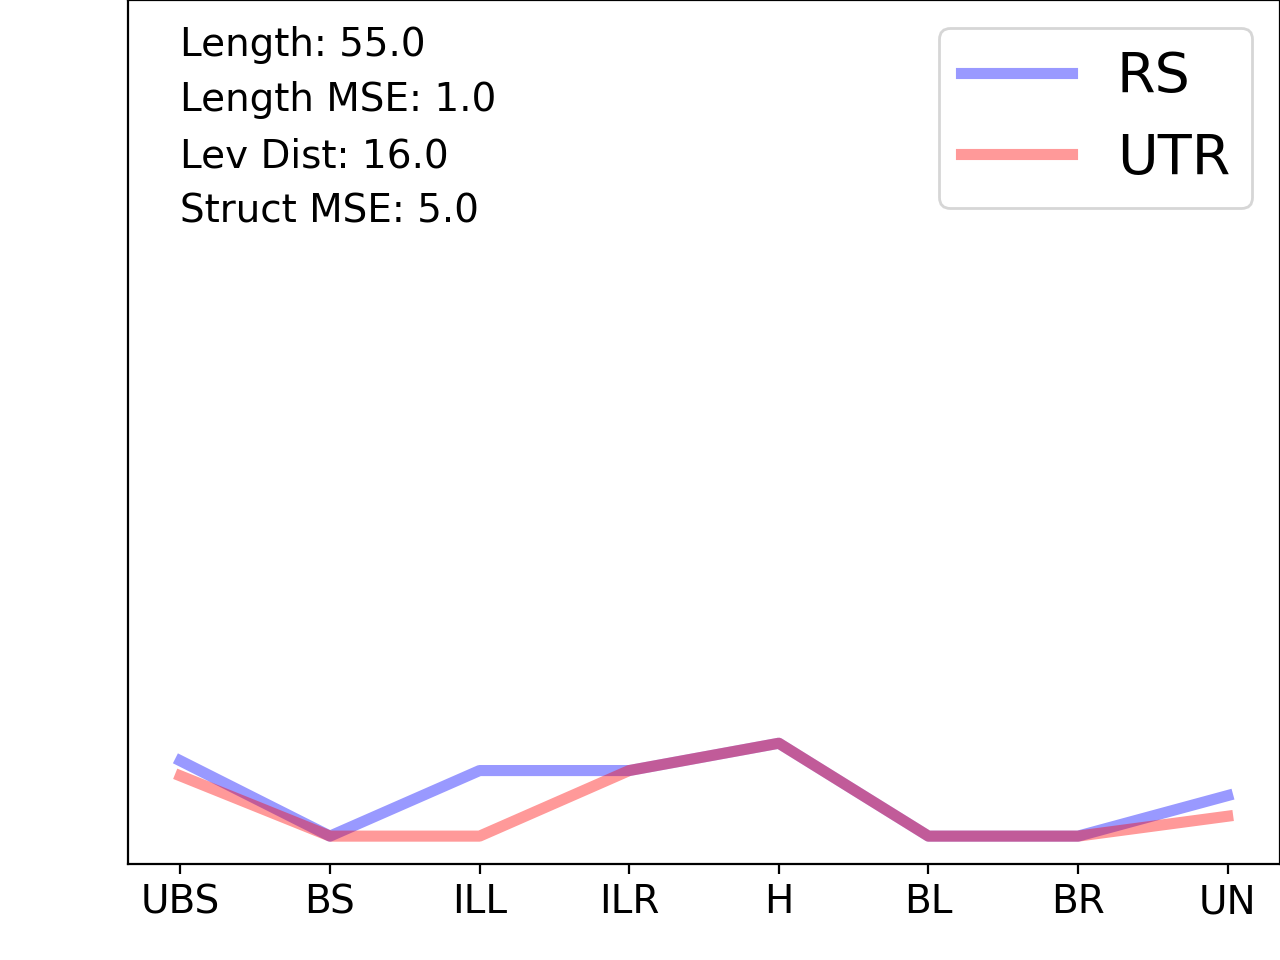 Length: 55.0
Length MSE: 1.0
Lev Dist: 16.0
Struct MSE: 5.0
RS
UTR
UBS BS ILL ILR H BL BR UN